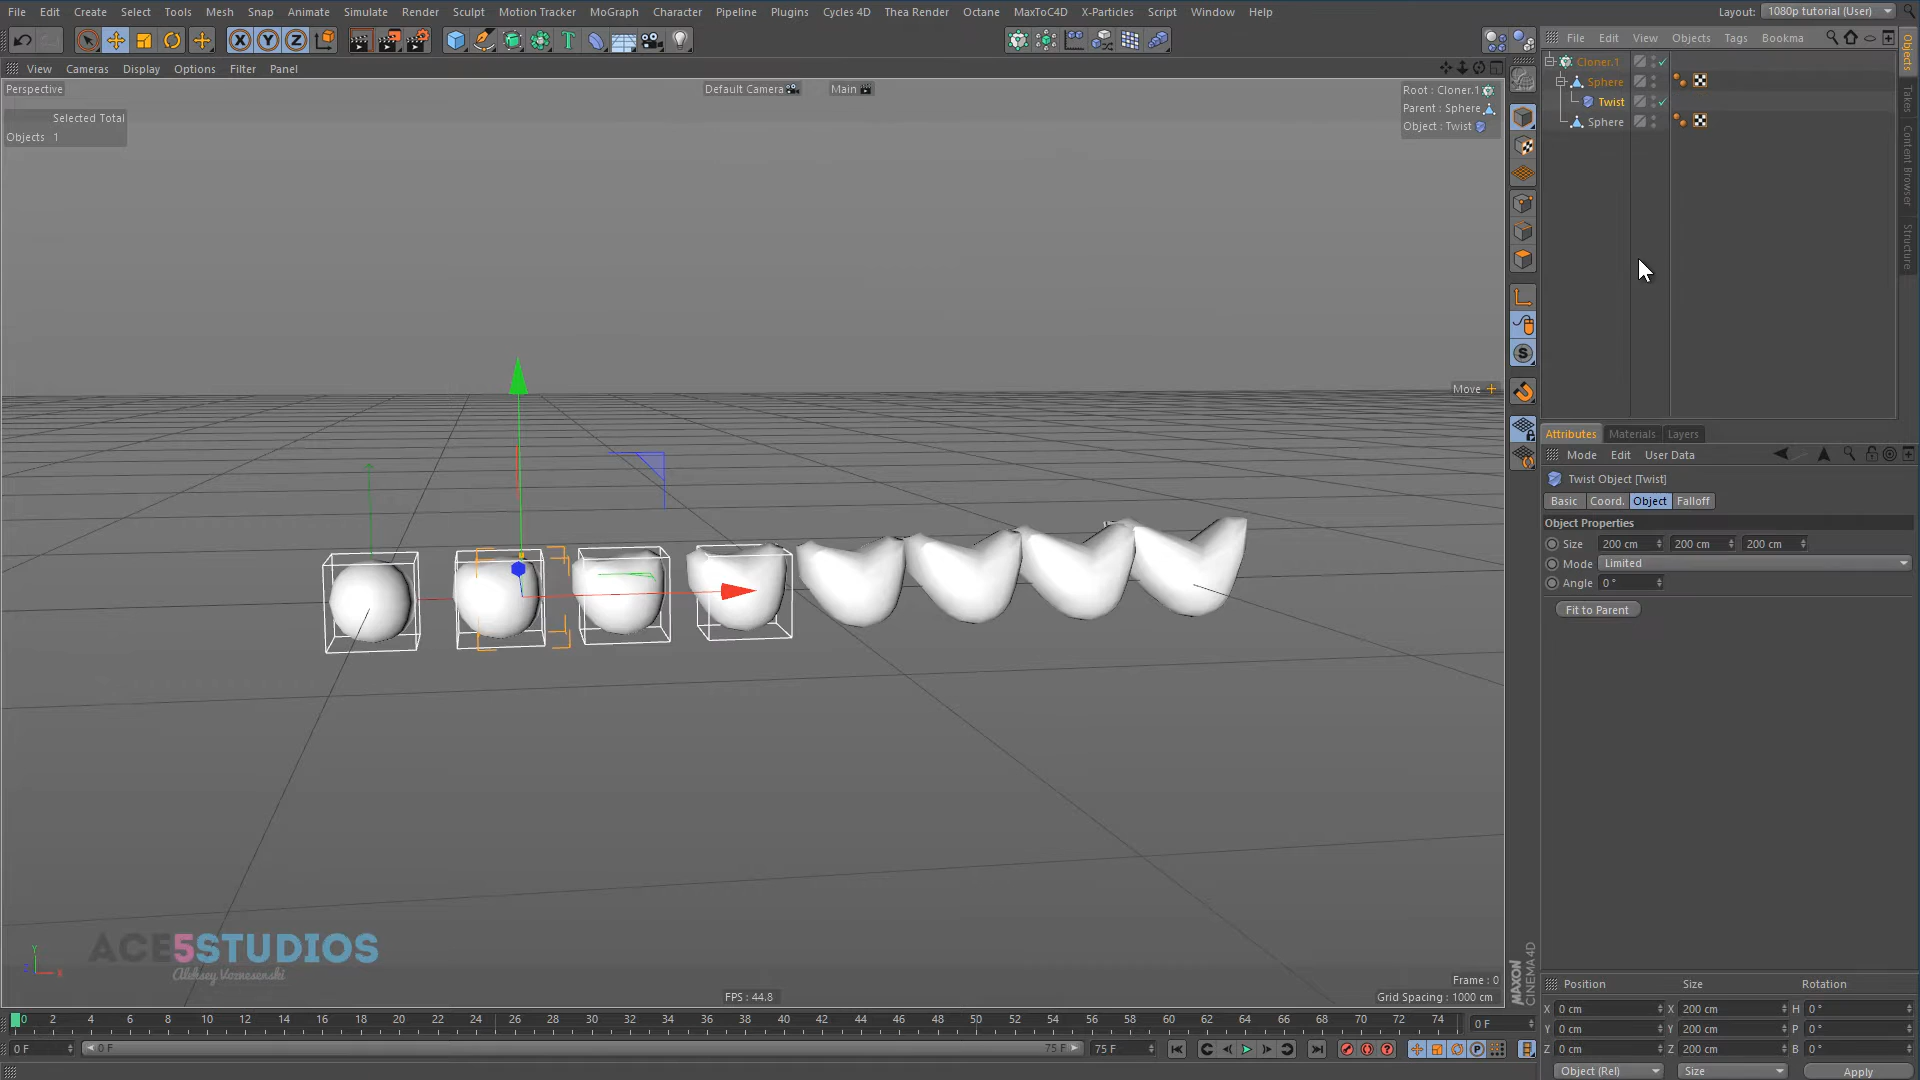 File Edit Create Select Tools Mesh Snap Animate Simulate Render Sculpt Motion Tracker MoGraph Character Pipeline Plugins Cycles 4D Thea Render Octane MaxToC4D X-Particles Script Window Help Layout: 1080p tutorial (User)
X Y Z T
File Edit View Objects Tags Bookma
View Cameras Display Options Filter Panel
Perspective Default Camera Main
Root : Cloner.1
Parent : Sphere
Object : Twist
Selected Total
Objects 1
Cloner.1
Sphere
Twist
Sphere
Objects
Takes
Content Browser
Structure
S
Move
Attributes Materials Layers
Mode Edit User Data
Twist Object [Twist]
Basic Coord. Object Falloff
Object Properties
Size 200 cm 200 cm 200 cm
Mode Limited
Angle 0 °
Fit to Parent
ACE5STUDIOS
Aleksey Voznesenski
Y
X
Z
MAXON
CINEMA 4D
Frame : 0
FPS : 44.8
Grid Spacing : 1000 cm
0 2 4 6 8 10 12 14 16 18 20 22 24 26 28 30 32 34 36 38 40 42 44 46 48 50 52 54 56 58 60 62 64 66 68 70 72 74 0 F
0 F 0 F 75 F 75 F P
Position Size Rotation
X 0 cm X 200 cm H 0 °
Y 0 cm Y 200 cm P 0 °
Z 0 cm Z 200 cm B 0 °
Object (Rel) Size Apply